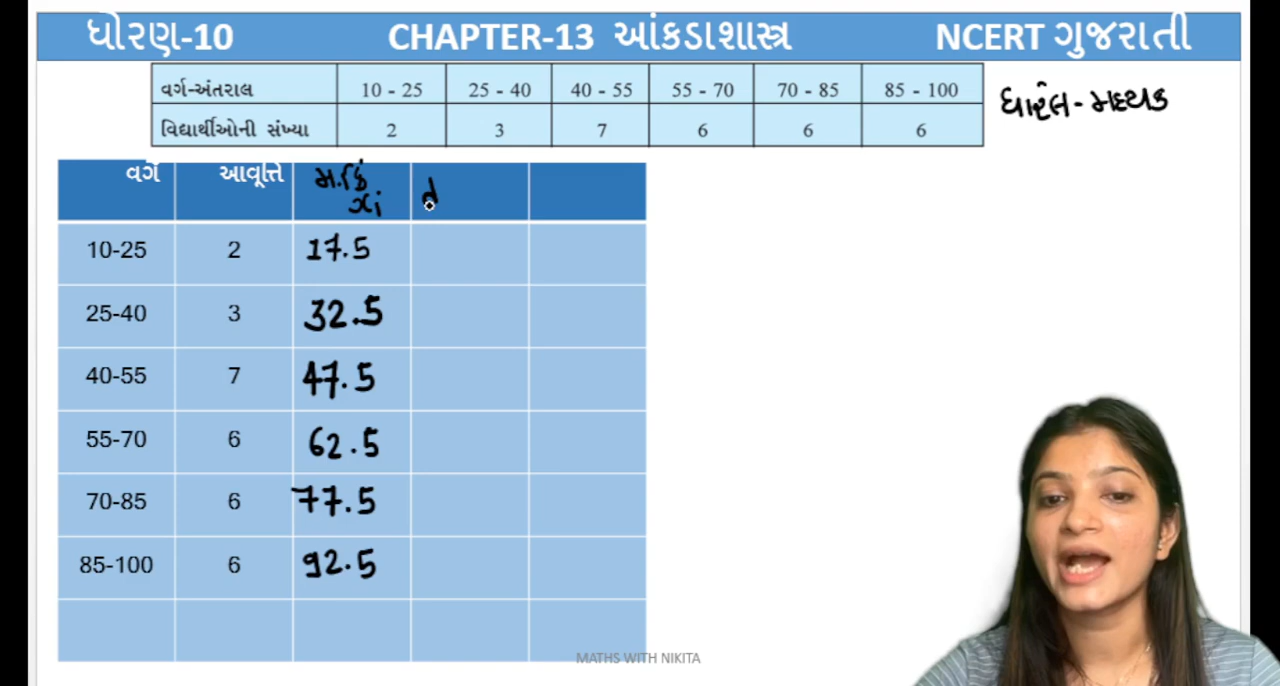 ધોરણ-10 CHAPTER-13 આંકડાશાસ્ત્ર NCERT ગુજરાતી
વર્ગ-અંતરાલ 10 - 25 25 - 40 40 - 55 55 - 70 70 - 85 85 - 100
વિદ્યાર્થીઓની સંખ્યા 2 3 7 6 6 6
ધારેલ - મધ્યક
વર્ગ આવૃત્તિ મ.કિં xi d
10-25 2 17.5
25-40 3 32.5
40-55 7 47.5
55-70 6 62.5
70-85 6 77.5
85-100 6 92.5
MATHS WITH NIKITA